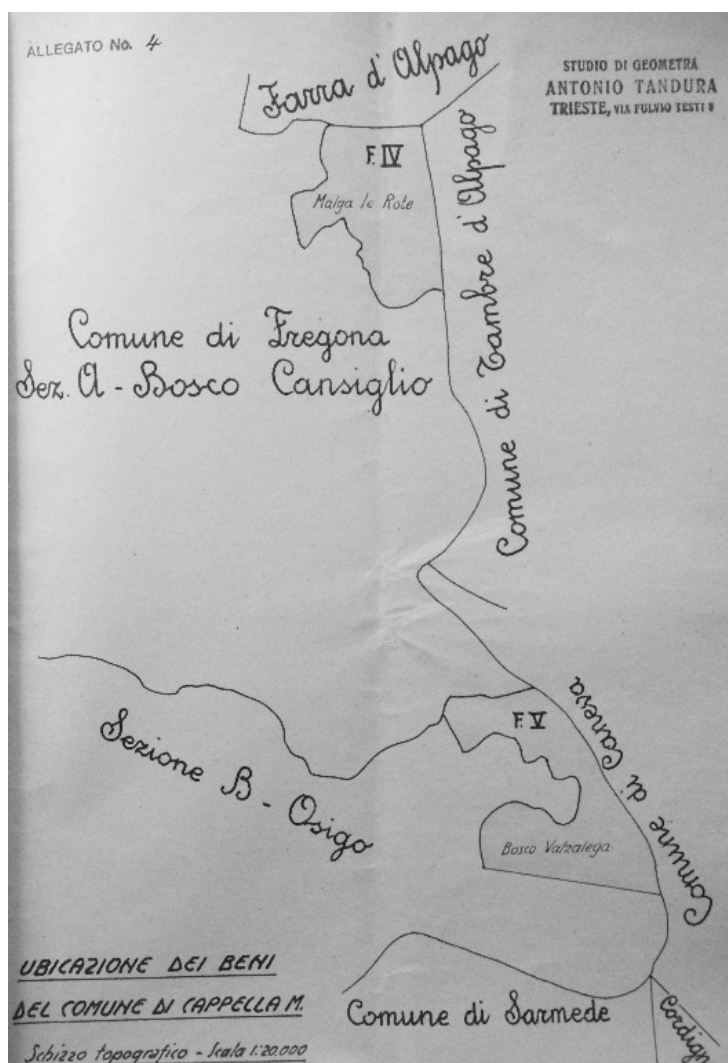 ALLEGATO No. 4
STUDIO DI GEOMETRA
ANTONIO TANDURA
TRIESTE, VIA FULVIO TESTI 8
Farra d'Alpago
F. IV
Malga le Rote
Comune di Tambre d'Alpago
Comune di Fregona
Sez. A - Bosco Cansiglio
Sezione B - Osigo
F. V
Comune di Caneva
Bosco Valzalega
UBICAZIONE DEI BENI
DEL COMUNE DI CAPPELLA M.
Schizzo topografico - Scala 1:20.000
Comune di Sarmede
Cordign